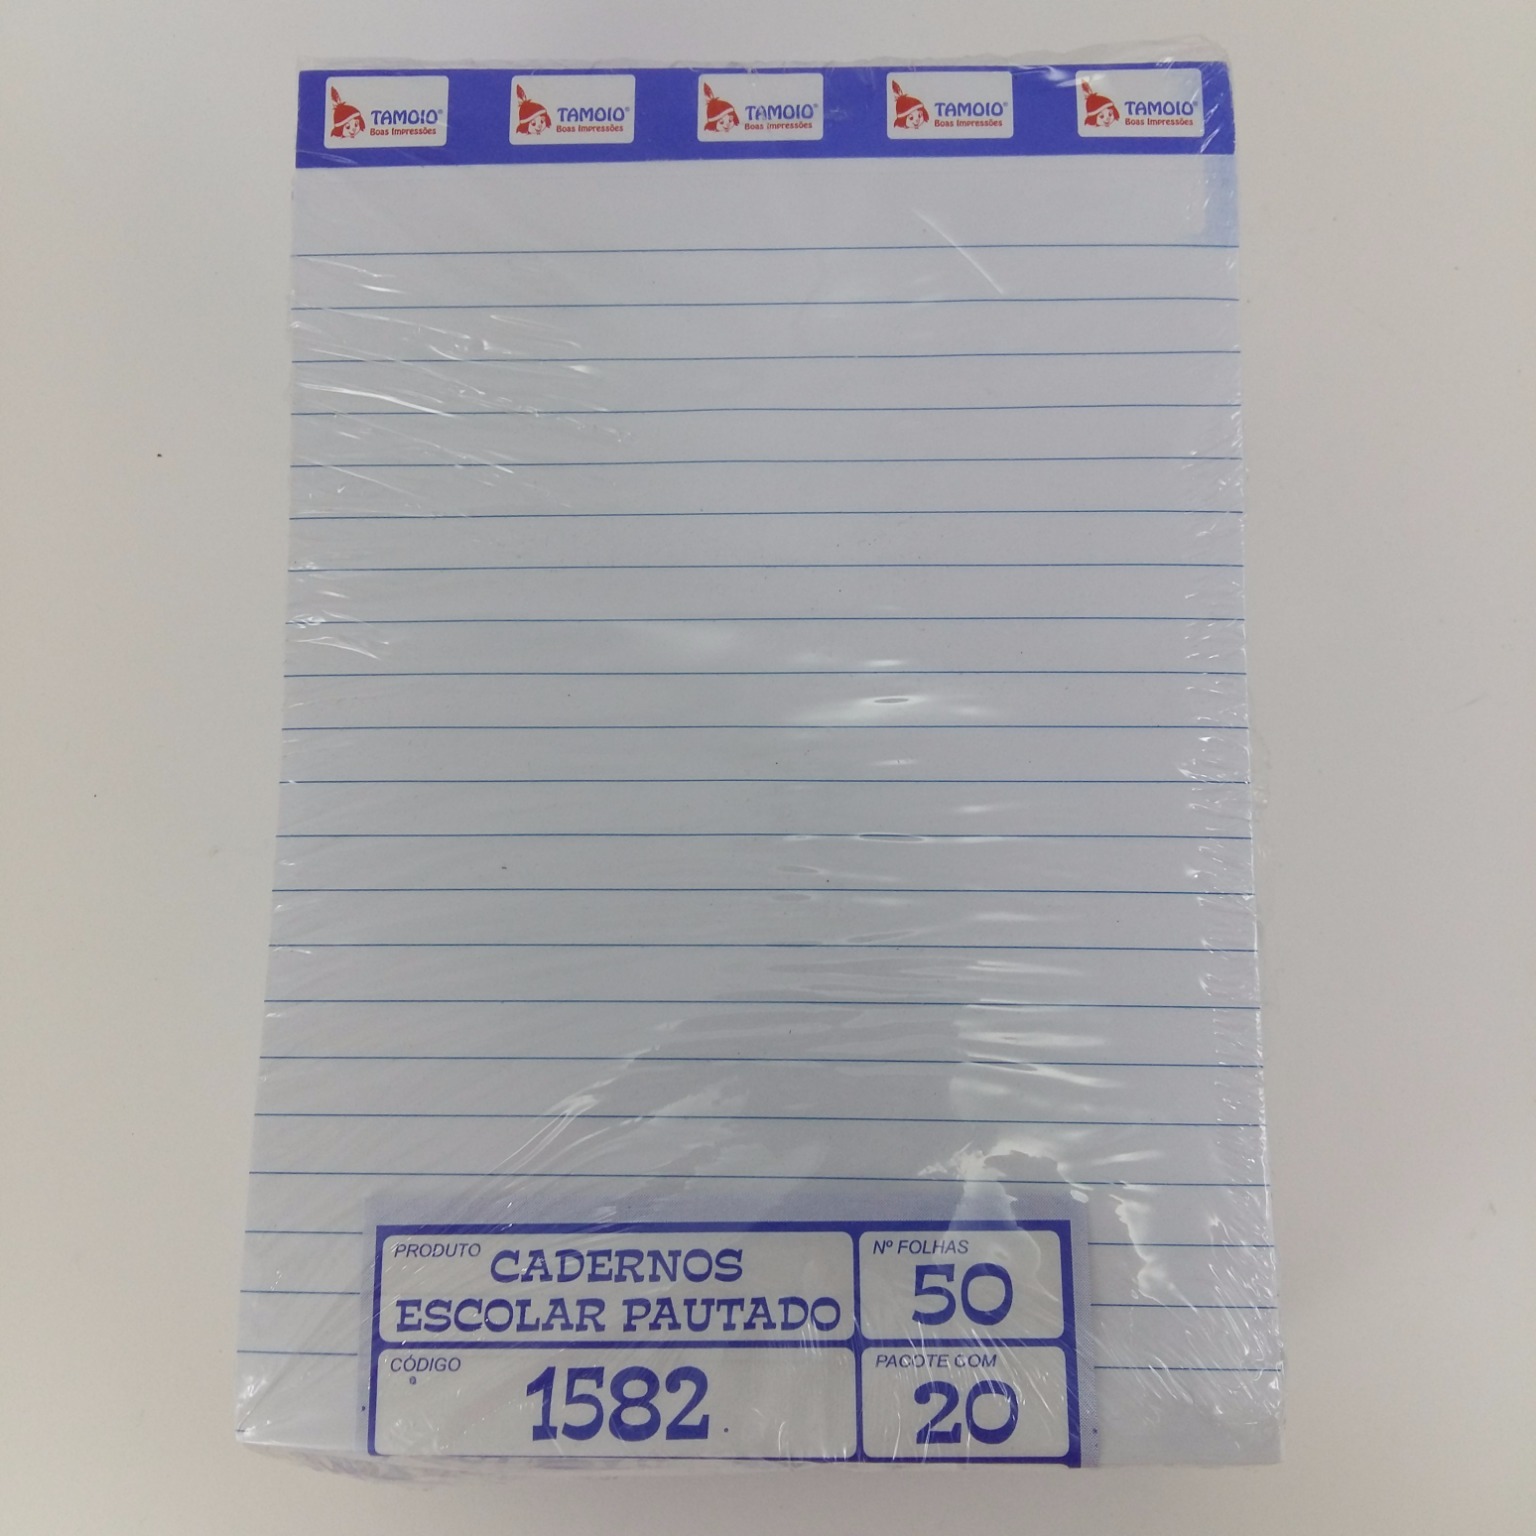 TAMOIO® TAMOIO® TAMOIO® TAMOIO® TAMOIO®
Boas Impressões Boas Impressões Boas Impressões Boas Impressões Boas Impressões
PRODUTO CADERNOS
ESCOLAR PAUTADO
Nº FOLHAS
50
CÓDIGO
1582
PACOTE COM
20